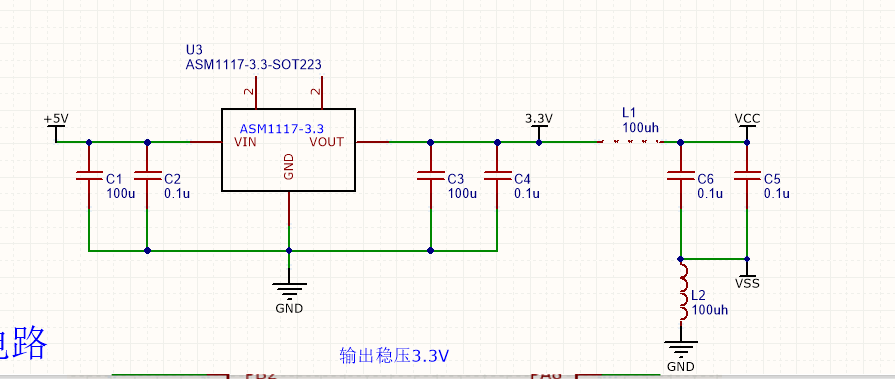 U3
ASM1117-3.3-SOT223
2
2
+5V
ASM1117-3.3
VIN
VOUT
GND
3.3V
L1
100uh
VCC
C1
100u
C2
0.1u
C3
100u
C4
0.1u
C6
0.1u
C5
0.1u
GND
VSS
L2
100uh
GND
电路
输出稳压3.3V